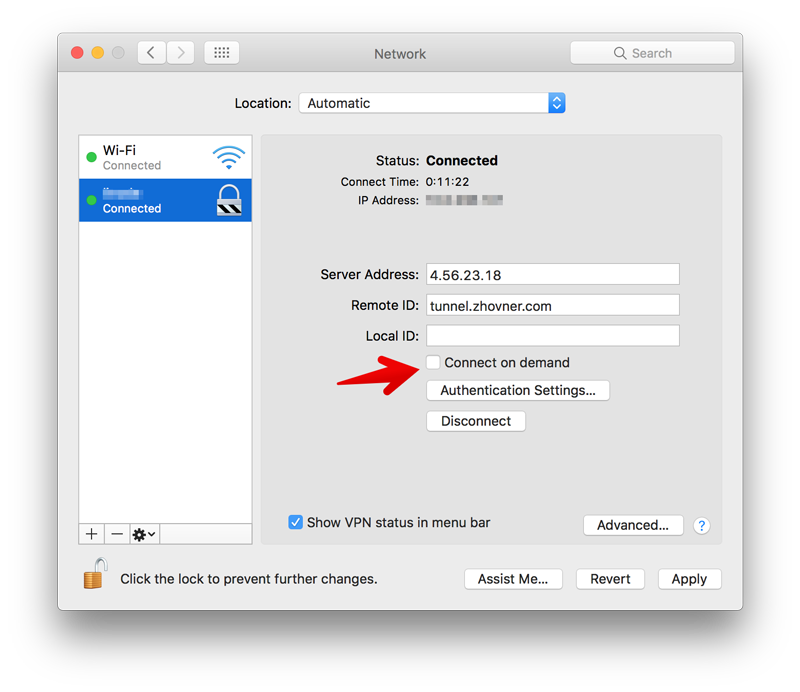 Network
Search
Location: Automatic
Wi-Fi
Connected
Connected
Status: Connected
Connect Time: 0:11:22
IP Address:
Server Address: 4.56.23.18
Remote ID: tunnel.zhovner.com
Local ID:
Connect on demand
Authentication Settings...
Disconnect
Show VPN status in menu bar
Advanced...
?
Click the lock to prevent further changes.
Assist Me...
Revert
Apply